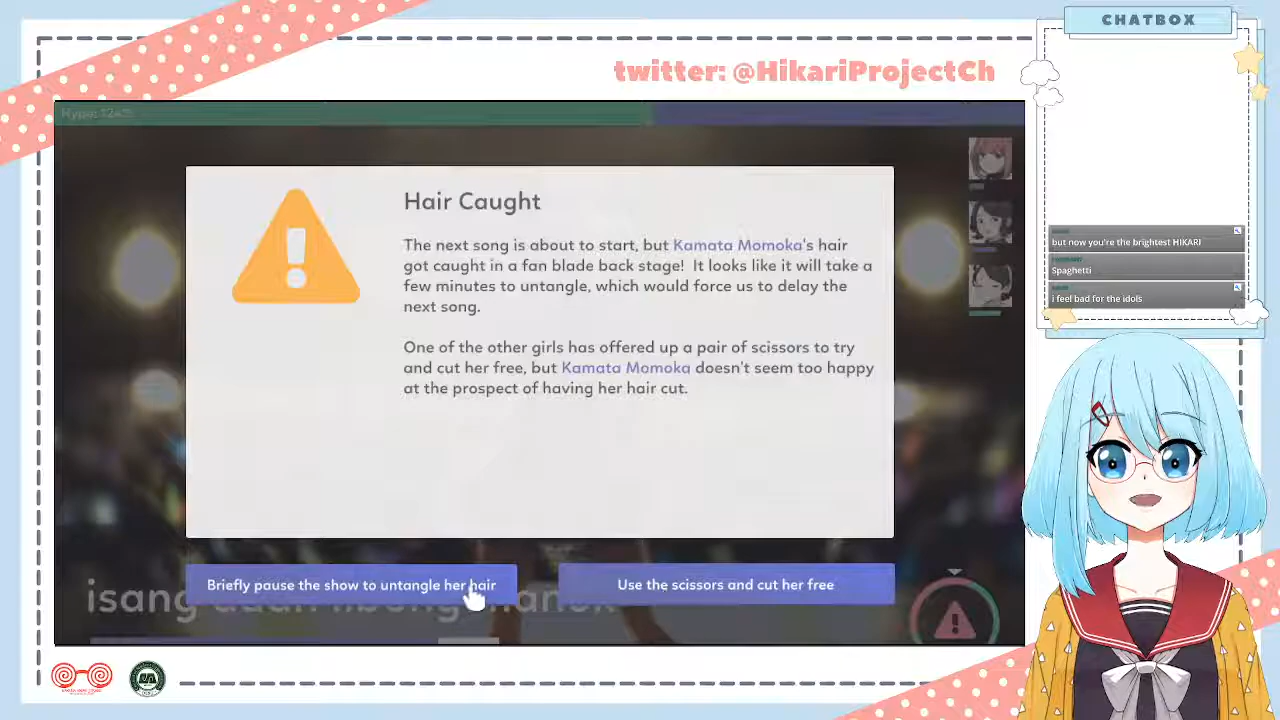 CHATBOX
twitter: @HikariProjectCh
Hair Caught
The next song is about to start, but Kamata Momoka's hair
got caught in a fan blade back stage! It looks like it will take a
few minutes to untangle, which would force us to delay the
next song.
One of the other girls has offered up a pair of scissors to try
and cut her free, but Kamata Momoka doesn't seem too happy
at the prospect of having her hair cut.
Briefly pause the show to untangle her hair
Use the scissors and cut her free
isang
but now you're the brightest HIKARI
Spaghetti
i feel bad for the idols